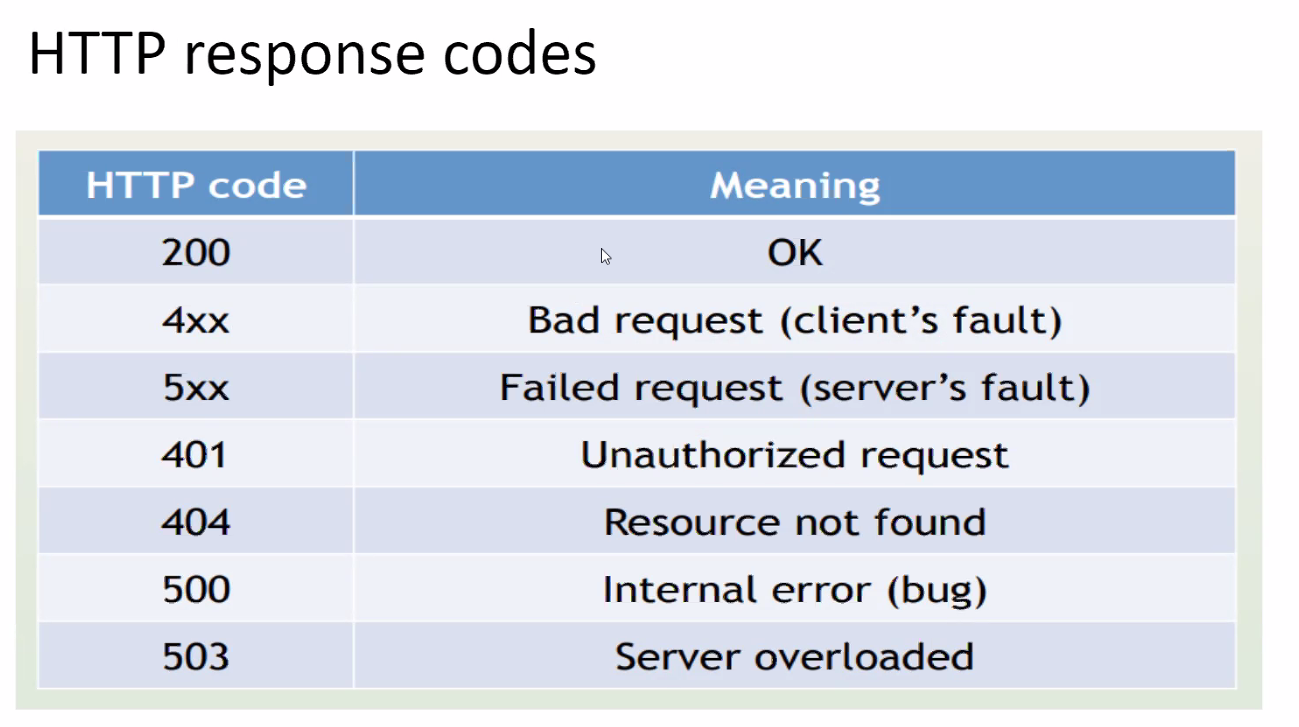 HTTP response codes
HTTP code Meaning
200 OK
4xx Bad request (client’s fault)
5xx Failed request (server’s fault)
401 Unauthorized request
404 Resource not found
500 Internal error (bug)
503 Server overloaded